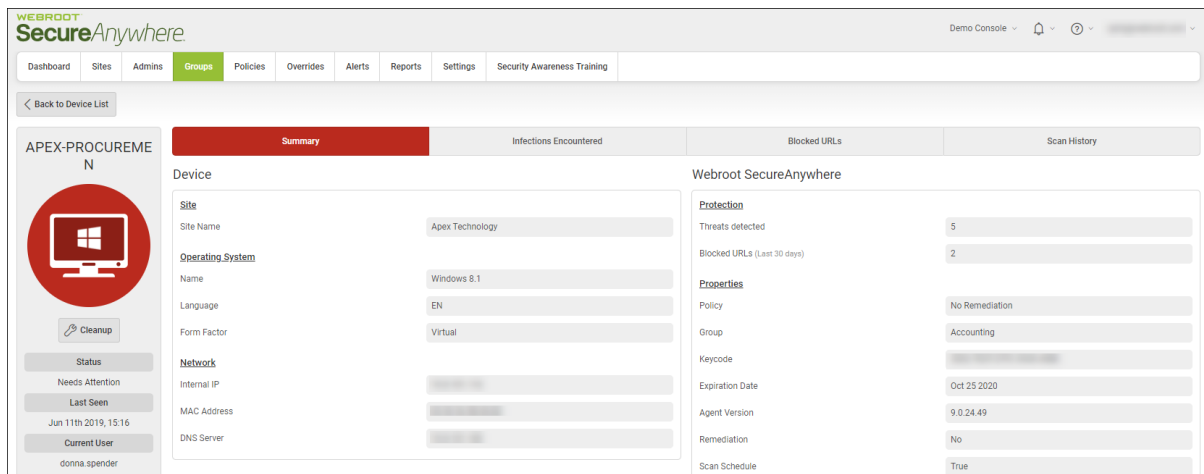 WEBROOT
SecureAnywhere.
Demo Console
Dashboard Sites Admins Groups Policies Overrides Alerts Reports Settings Security Awareness Training
Back to Device List
APEX-PROCUREME
N
Cleanup
Status
Needs Attention
Last Seen
Jun 11th 2019, 15:16
Current User
donna.spender
Summary Infections Encountered Blocked URLs Scan History
Device
Site
Site Name Apex Technology
Operating System
Name Windows 8.1
Language EN
Form Factor Virtual
Network
Internal IP
MAC Address
DNS Server
Webroot SecureAnywhere
Protection
Threats detected 5
Blocked URLs (Last 30 days) 2
Properties
Policy No Remediation
Group Accounting
Keycode
Expiration Date Oct 25 2020
Agent Version 9.0.24.49
Remediation No
Scan Schedule True